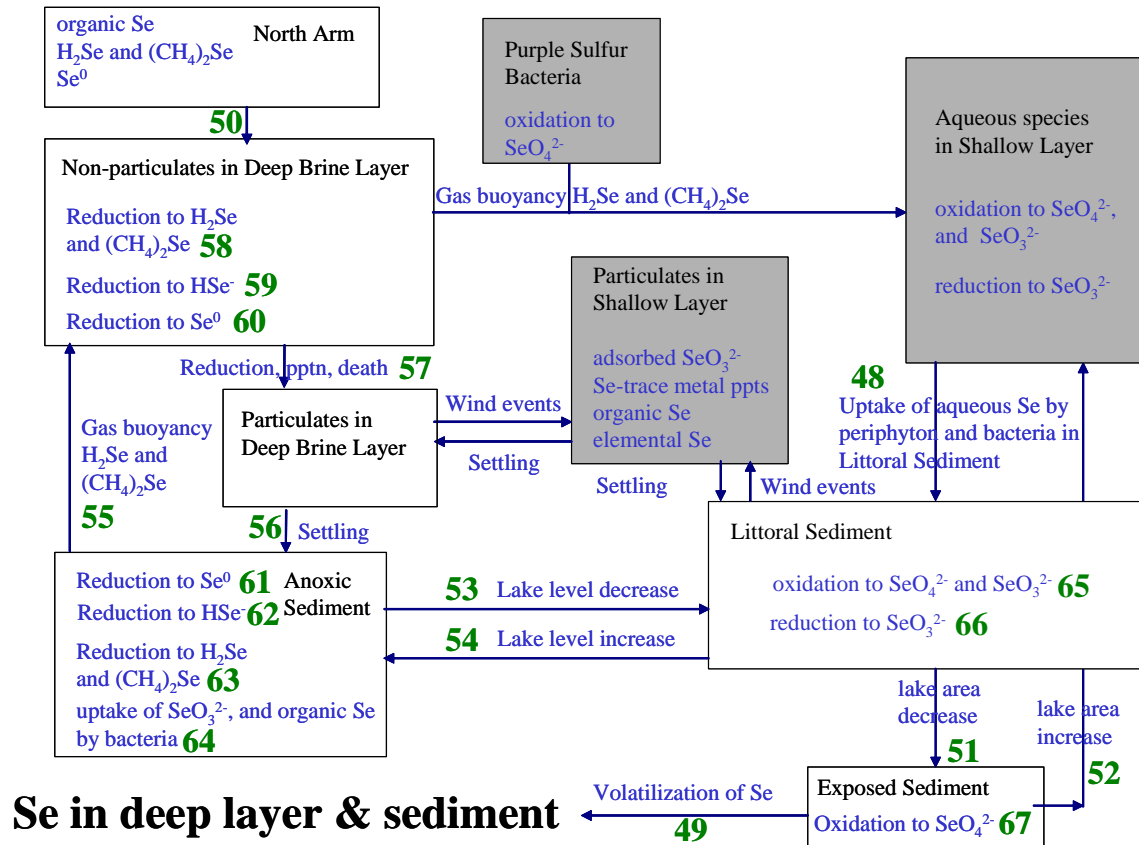 organic Se
North Arm
H₂Se and (CH₄)₂Se
Se⁰
50
Purple Sulfur
Bacteria
oxidation to
SeO₄²⁻
Aqueous species
in Shallow Layer
oxidation to SeO₄²⁻,
and SeO₃²⁻
reduction to SeO₃²⁻
Non-particulates in Deep Brine Layer
Reduction to H₂Se
and (CH₄)₂Se 58
Reduction to HSe⁻ 59
Reduction to Se⁰ 60
Gas buoyancy H₂Se and (CH₄)₂Se
Particulates in
Shallow Layer
adsorbed SeO₃²⁻
Se-trace metal ppts
organic Se
elemental Se
Reduction, pptn, death 57
Particulates in
Deep Brine Layer
Wind events
Settling
Settling
Wind events
48
Uptake of aqueous Se by
periphyton and bacteria in
Littoral Sediment
Gas buoyancy
H₂Se and
(CH₄)₂Se
55
56 Settling
Anoxic
Sediment
Reduction to Se⁰ 61
Reduction to HSe⁻ 62
Reduction to H₂Se
and (CH₄)₂Se 63
uptake of SeO₃²⁻, and organic Se
by bacteria 64
53 Lake level decrease
54 Lake level increase
Littoral Sediment
oxidation to SeO₄²⁻ and SeO₃²⁻ 65
reduction to SeO₃²⁻ 66
lake area
decrease
51
lake area
increase
52
Exposed Sediment
Oxidation to SeO₄²⁻ 67
Volatilization of Se
49
Se in deep layer & sediment